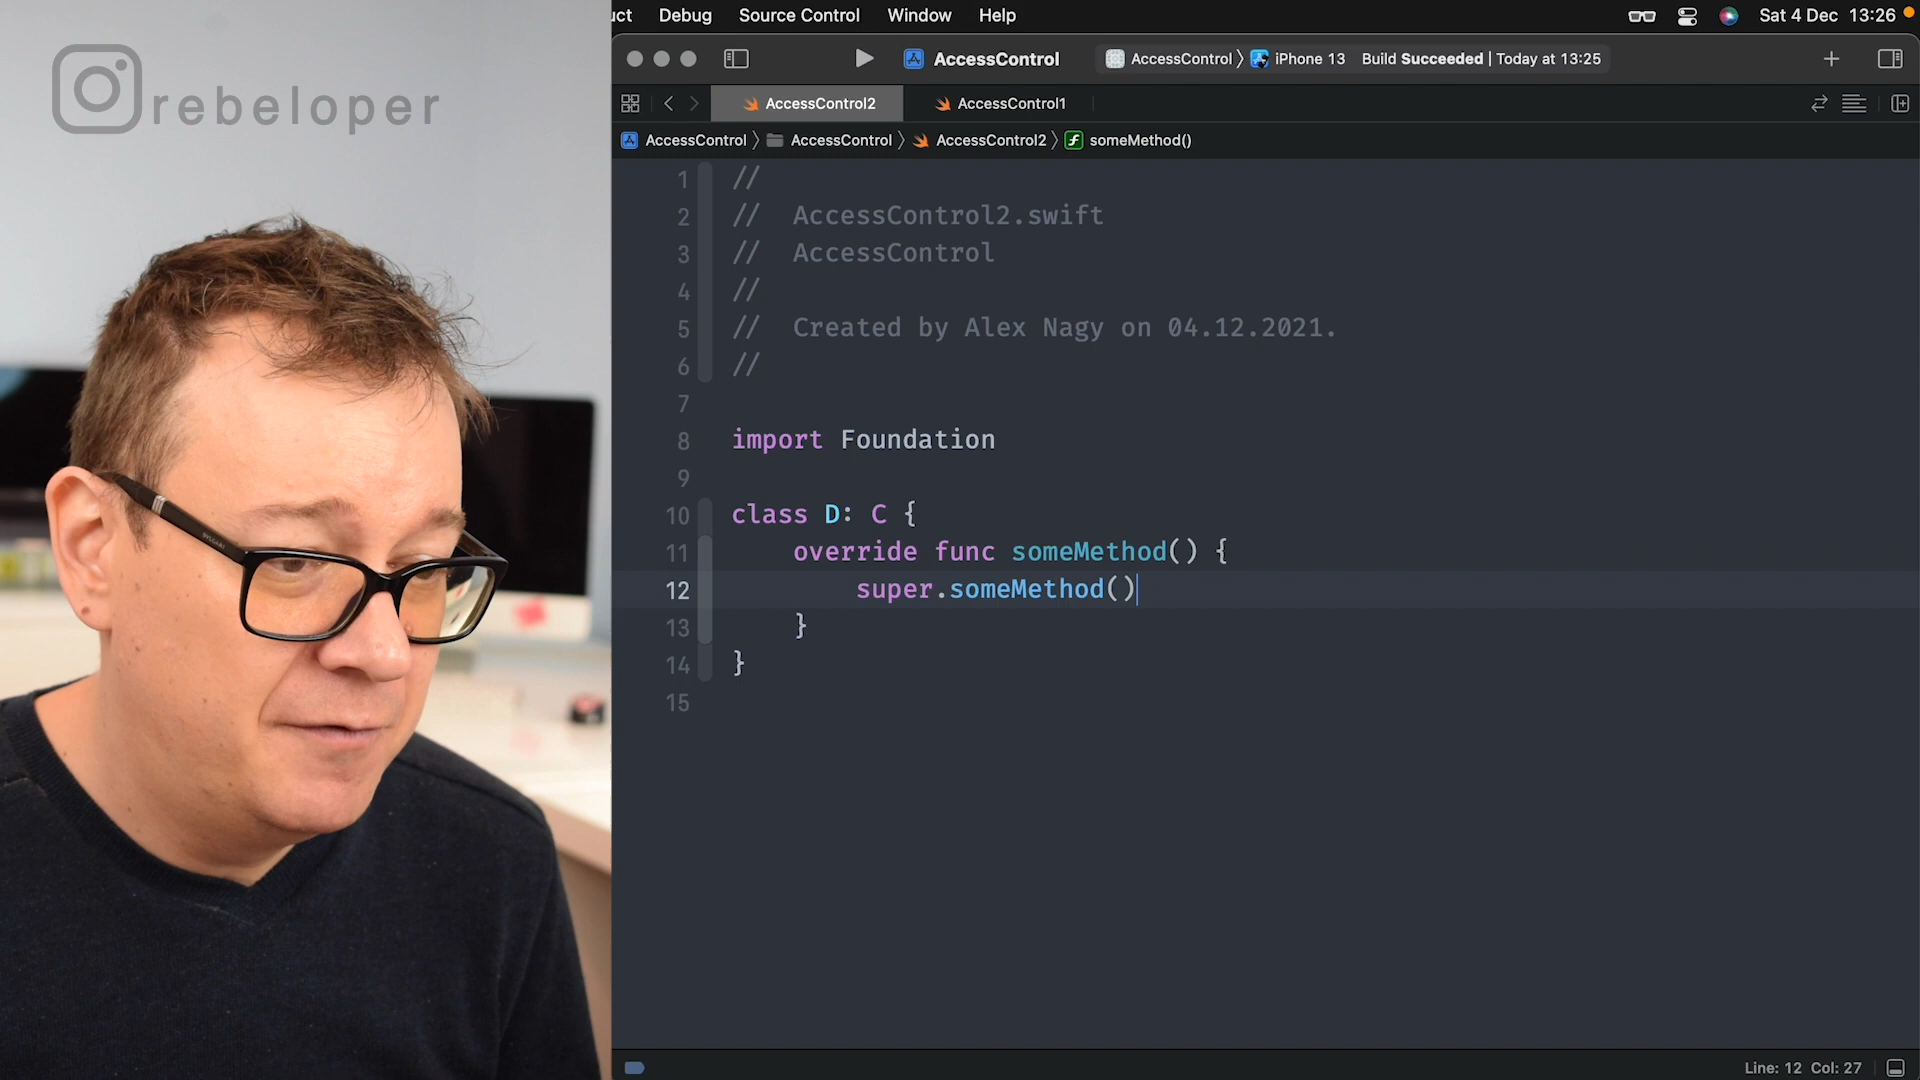 rebeloper
uct Debug Source Control Window Help Sat 4 Dec 13:26
AccessControl AccessControl 〉 iPhone 13 Build Succeeded | Today at 13:25
AccessControl2 AccessControl1
AccessControl 〉 AccessControl 〉 AccessControl2 〉 someMethod()
1 //
2 // AccessControl2.swift
3 // AccessControl
4 //
5 // Created by Alex Nagy on 04.12.2021.
6 //
7
8 import Foundation
9
10 class D: C {
11 override func someMethod() {
12 super.someMethod()
13 }
14 }
15
Line: 12 Col: 27